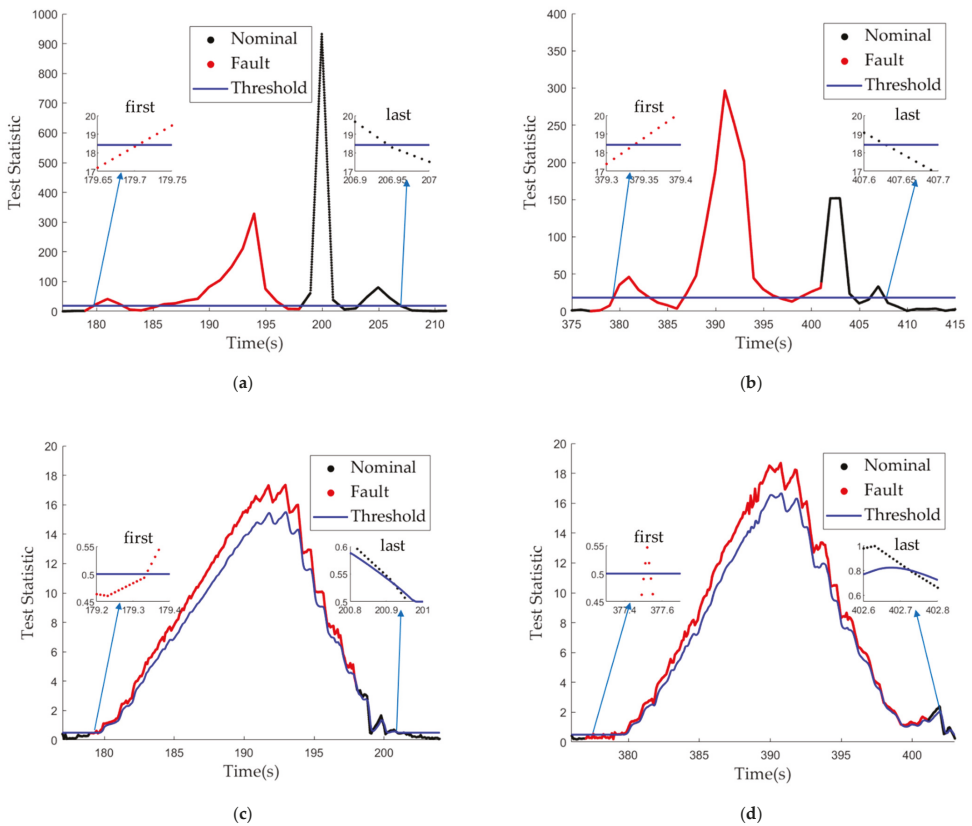 1000
900
800
700
600
500
400
300
200
100
0
Test Statistic
Nominal
Fault
Threshold
first
20
19
18
17
179.65 179.7 179.75
last
20
19
18
17
206.9 206.95 207
180 185 190 195 200 205 210
Time(s)
(a)
400
350
300
250
200
150
100
50
0
Test Statistic
Nominal
Fault
Threshold
first
20
19
18
17
379.3 379.35 379.4
last
20
19
18
17
407.6 407.65 407.7
375 380 385 390 395 400 405 410 415
Time(s)
(b)
20
18
16
14
12
10
8
6
4
2
0
Test Statistic
Nominal
Fault
Threshold
first
0.6
0.55
0.5
0.45
179.2 179.3 179.4
last
0.6
0.55
0.5
200.8 200.9 201
180 185 190 195 200
Time(s)
(c)
20
18
16
14
12
10
8
6
4
2
0
Test Statistic
Nominal
Fault
Threshold
first
0.6
0.55
0.5
0.45
377.4 377.6
last
1
0.8
0.6
402.6 402.7 402.8
380 385 390 395 400
Time(s)
(d)